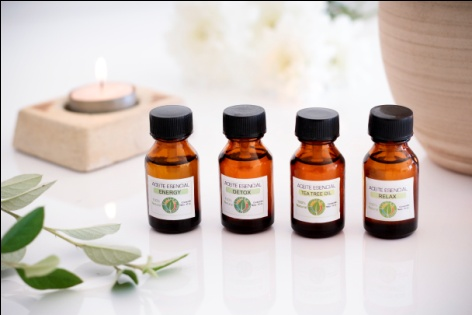 ACEITE ESENCIAL
ENERGY
ACEITE ESENCIAL
DETOX
ACEITE ESENCIAL
TEA TREE OIL
ACEITE ESENCIAL
RELAX